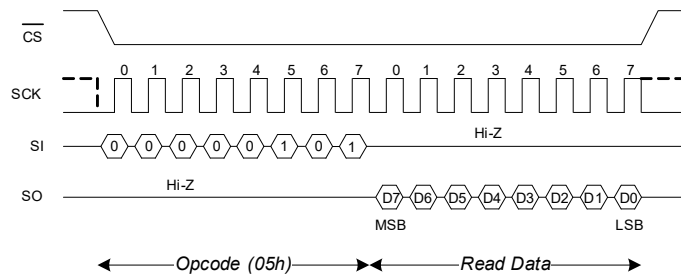 CS
0 1 2 3 4 5 6 7 0 1 2 3 4 5 6 7
SCK
Hi-Z
SI 0 0 0 0 0 1 0 1
Hi-Z
SO D7 D6 D5 D4 D3 D2 D1 D0
MSB LSB
Opcode (05h) Read Data